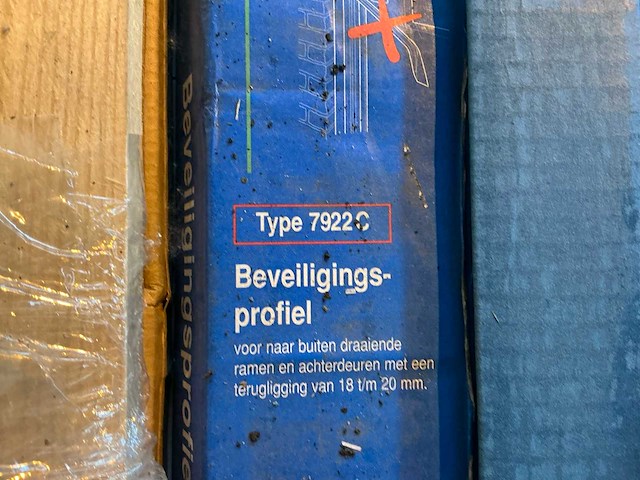 Beveiligingsprofiel
Type 7922 C
Beveiligings-
profiel
voor naar buiten draaiende
ramen en achterdeuren met een
terugligging van 18 t/m 20 mm.